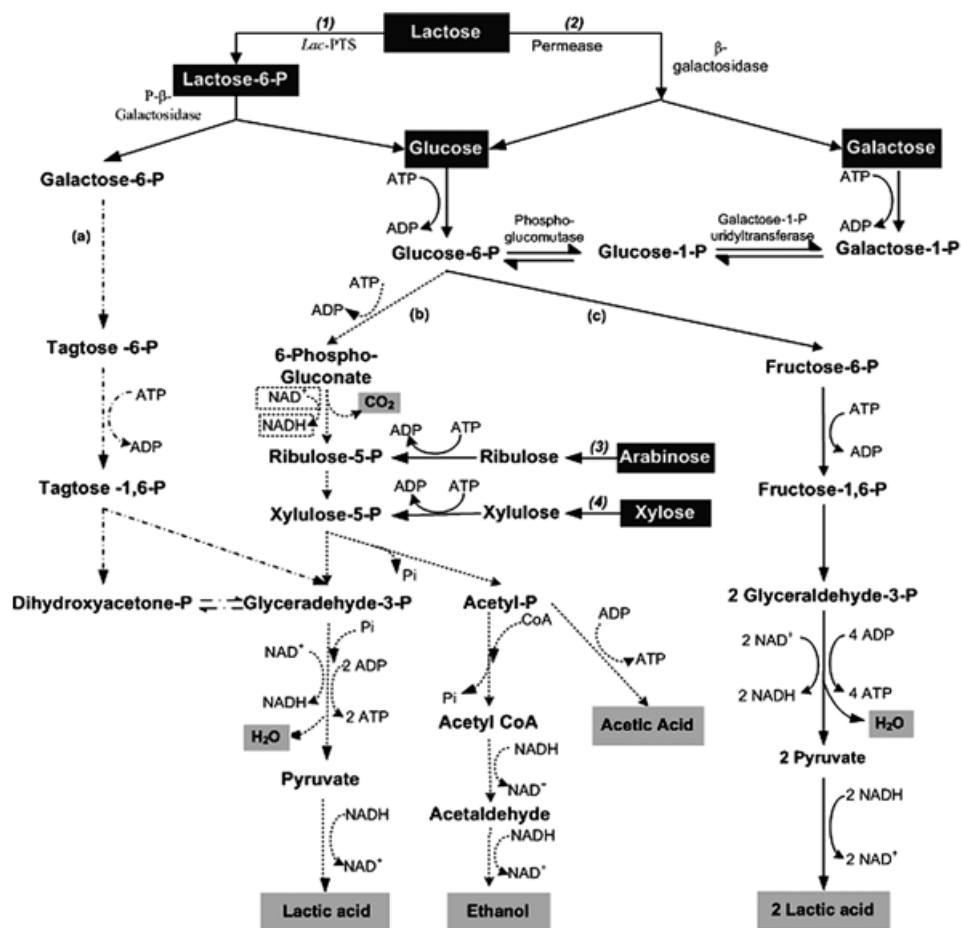 (1)
Lac-PTS
Lactose
(2)
Permease
β-
galactosidase
Lactose-6-P
P-β-
Galactosidase
Glucose
Galactose
Galactose-6-P
ATP
ADP
ATP
ADP
(a)
Phospho-
glucomutase
Galactose-1-P
uridyltransferase
Glucose-6-P
Glucose-1-P
Galactose-1-P
ATP
ADP
(b)
(c)
Tagtose -6-P
6-Phospho-
Gluconate
Fructose-6-P
ATP
ADP
NAD⁺
NADH
CO₂
ATP
ADP
ADP
ATP
Ribulose-5-P
Ribulose
(3)
Arabinose
Tagtose -1,6-P
ADP
ATP
Fructose-1,6-P
Xylulose-5-P
Xylulose
(4)
Xylose
Pi
Dihydroxyacetone-P
Glyceradehyde-3-P
Acetyl-P
2 Glyceraldehyde-3-P
Pi
NAD⁺
2 ADP
NADH
2 ATP
H₂O
CoA
Pi
ADP
ATP
2 NAD⁺
4 ADP
2 NADH
4 ATP
H₂O
Acetyl CoA
Acetic Acid
Pyruvate
NADH
NAD⁺
2 Pyruvate
Acetaldehyde
NADH
NAD⁺
NADH
NAD⁺
2 NADH
2 NAD⁺
Lactic acid
Ethanol
2 Lactic acid